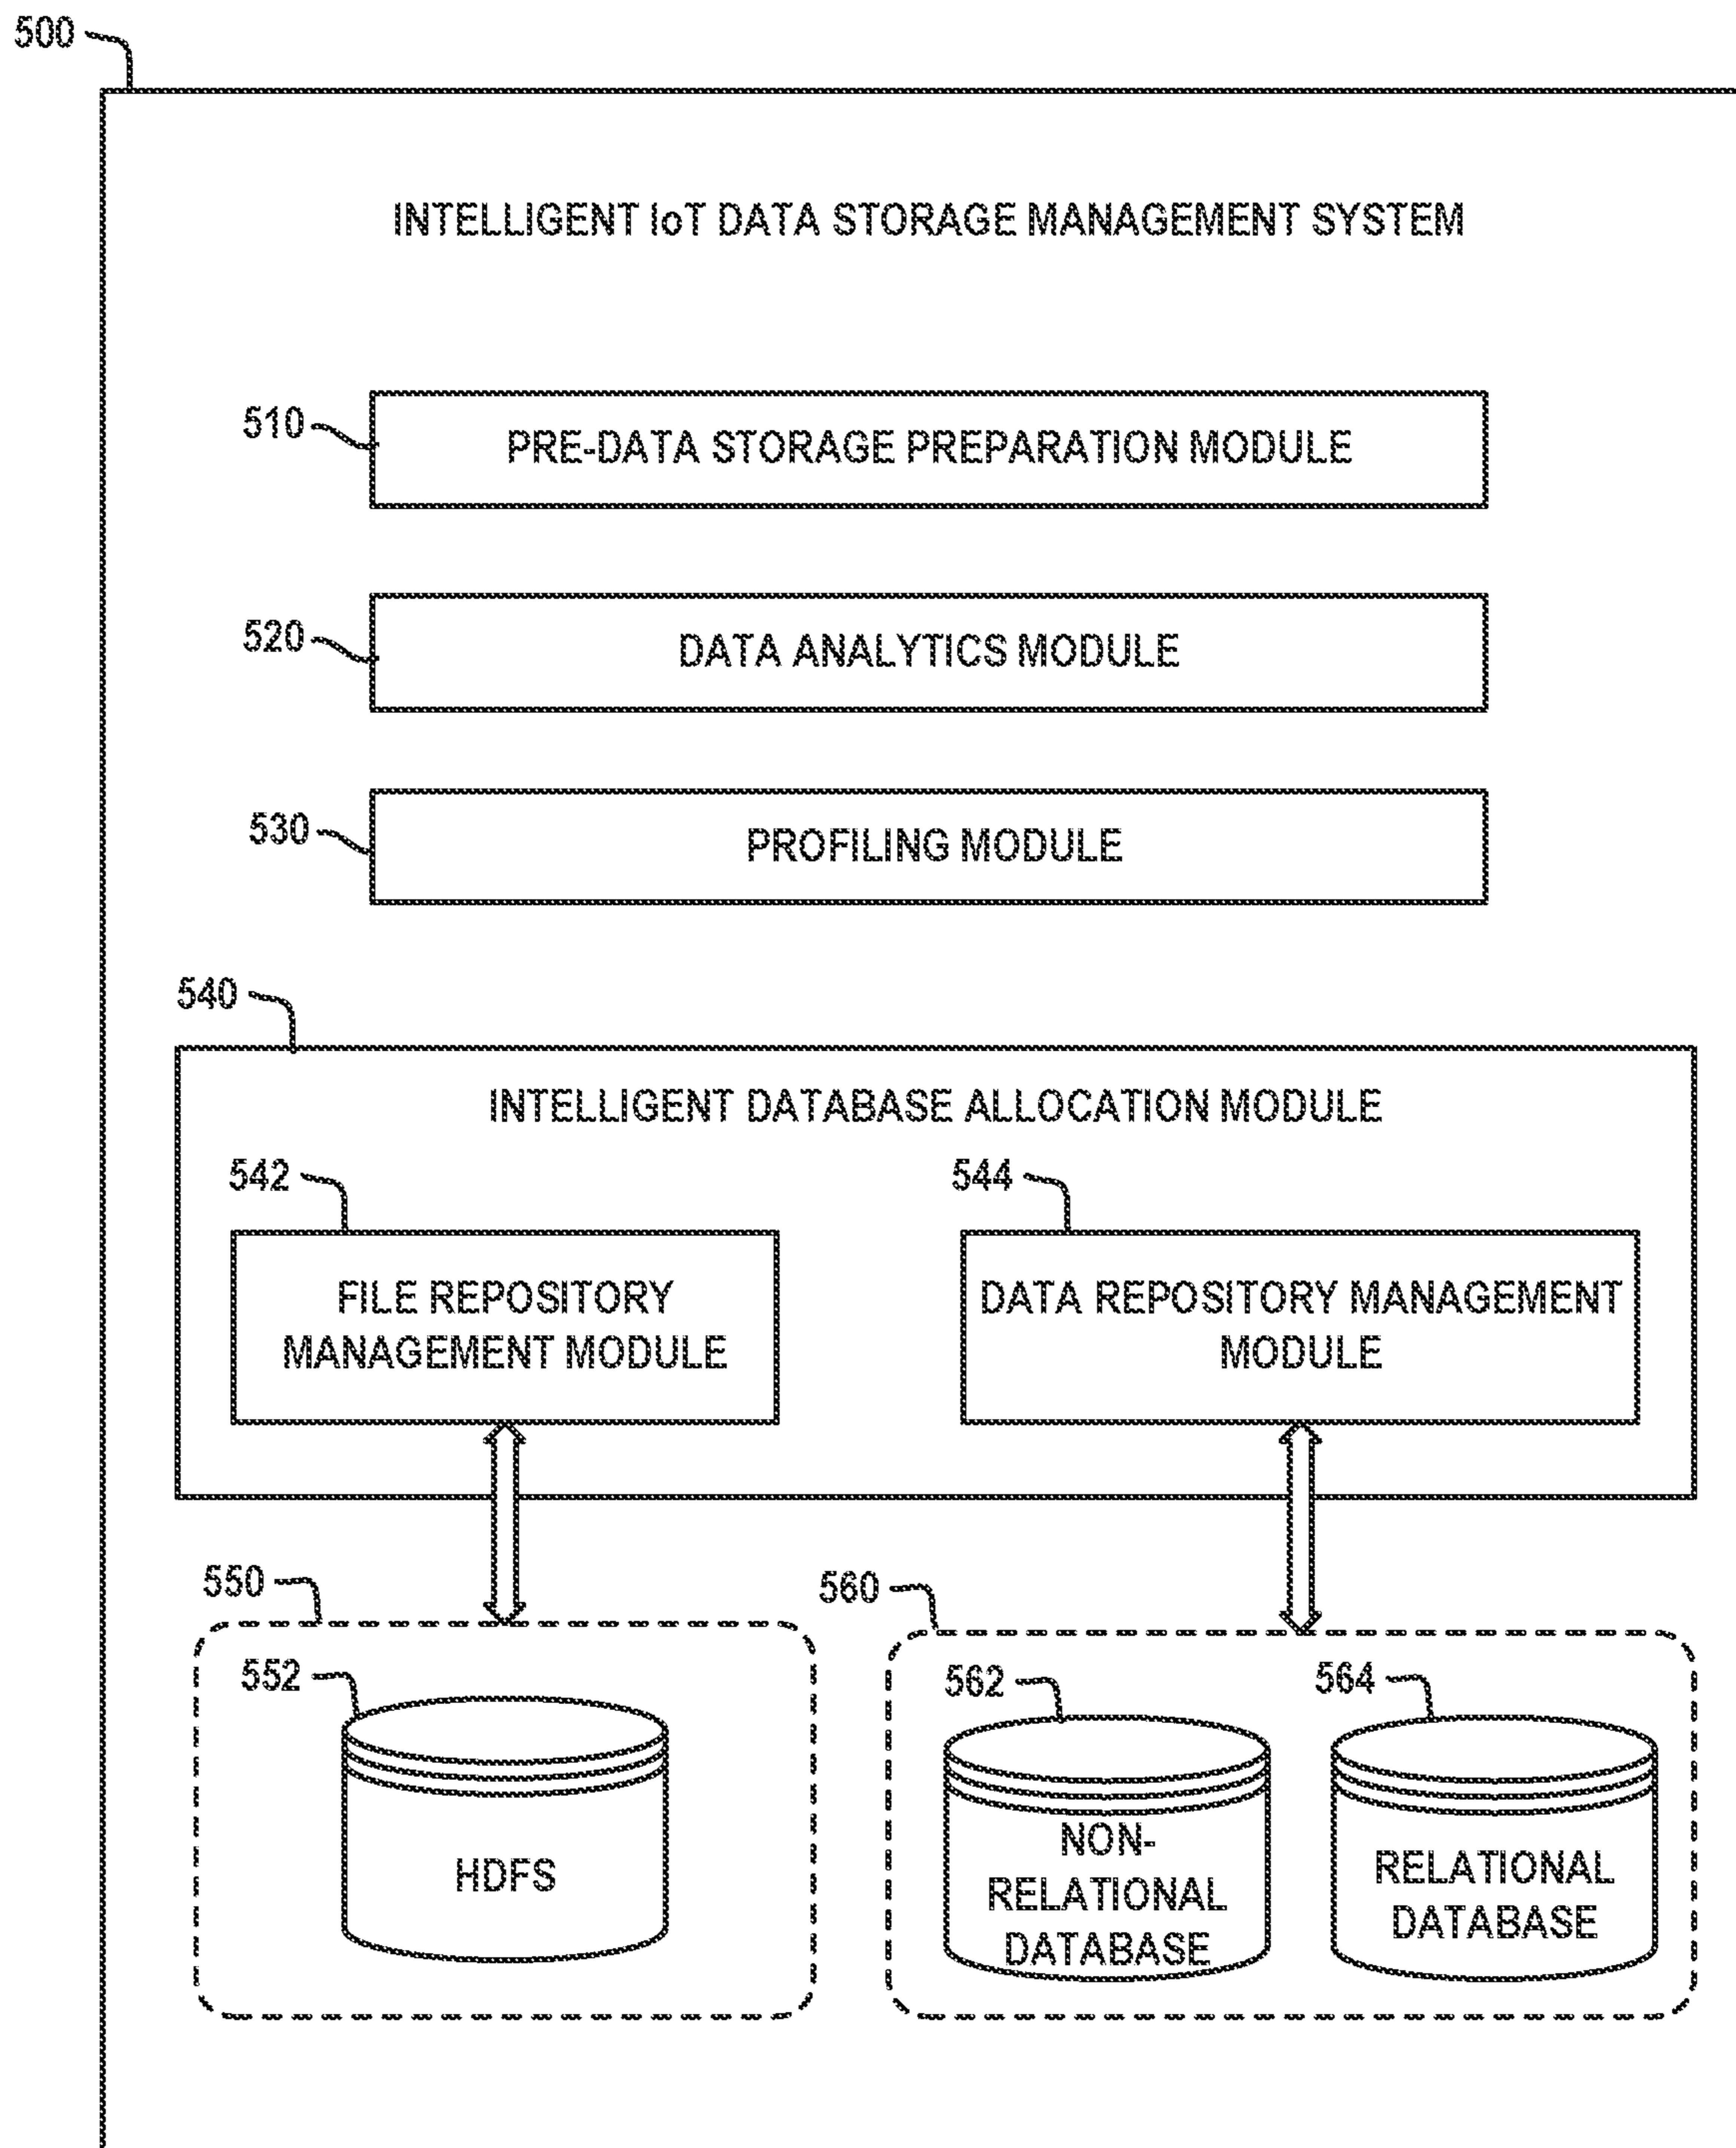 500
INTELLIGENT IoT DATA STORAGE MANAGEMENT SYSTEM
510
PRE-DATA STORAGE PREPARATION MODULE
520
DATA ANALYTICS MODULE
530
PROFILING MODULE
540
INTELLIGENT DATABASE ALLOCATION MODULE
542
544
FILE REPOSITORY
MANAGEMENT MODULE
DATA REPOSITORY MANAGEMENT
MODULE
550
560
552
562
564
HDFS
NON-
RELATIONAL
DATABASE
RELATIONAL
DATABASE